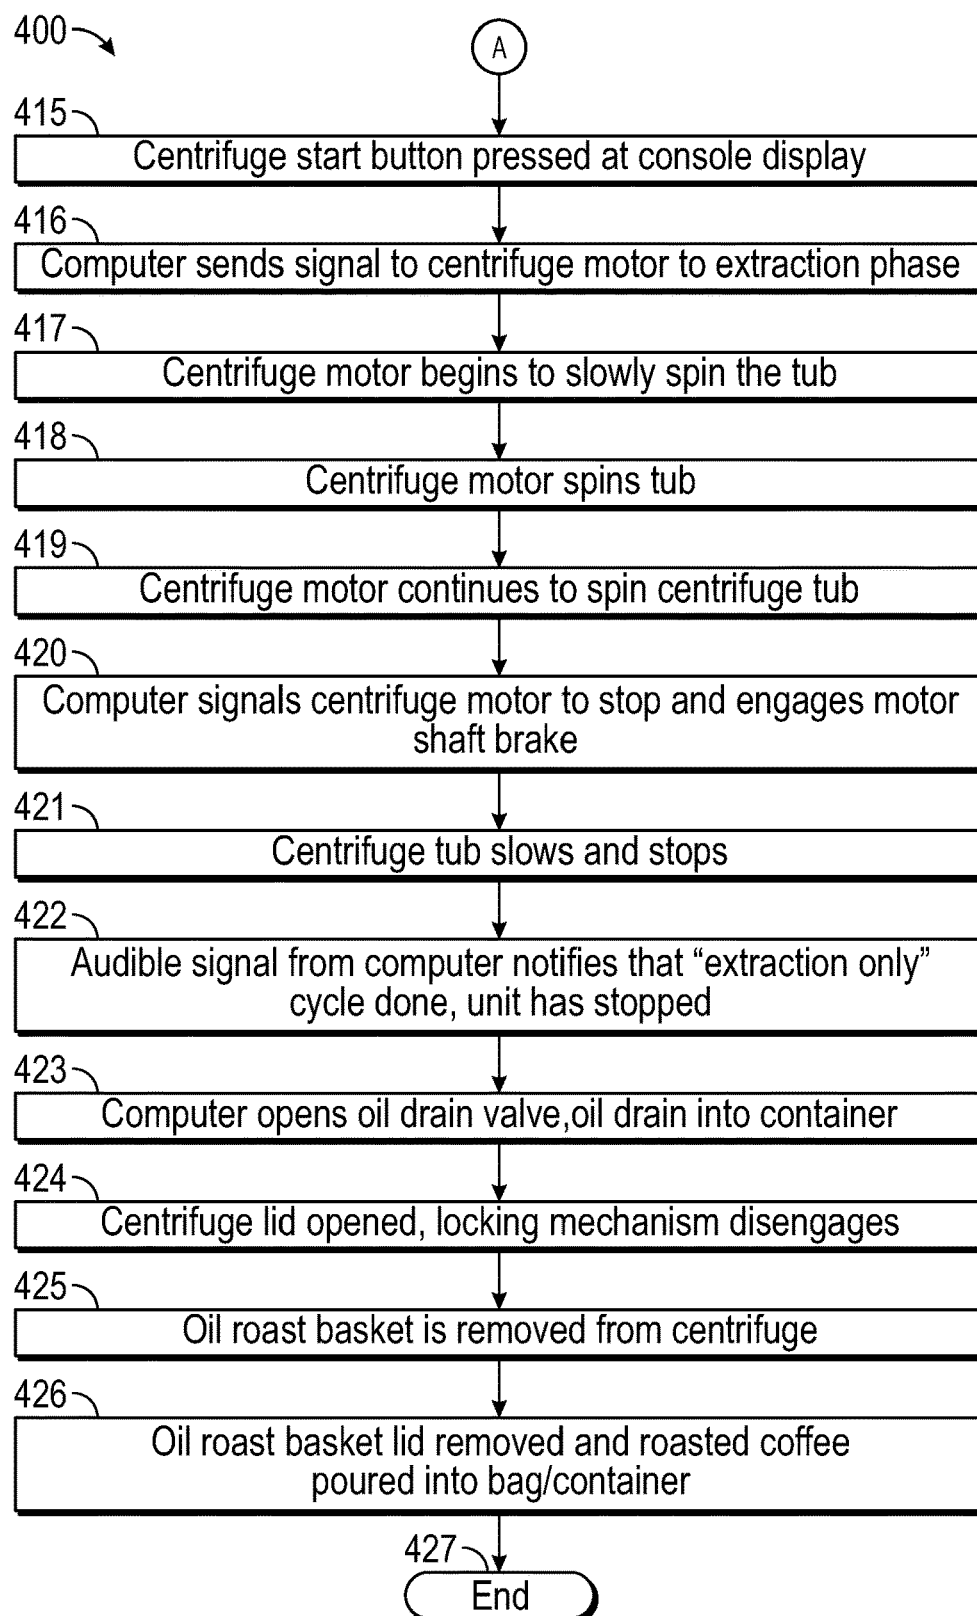 400
A
415
Centrifuge start button pressed at console display
416
Computer sends signal to centrifuge motor to extraction phase
417
Centrifuge motor begins to slowly spin the tub
418
Centrifuge motor spins tub
419
Centrifuge motor continues to spin centrifuge tub
420
Computer signals centrifuge motor to stop and engages motor
shaft brake
421
Centrifuge tub slows and stops
422
Audible signal from computer notifies that “extraction only”
cycle done, unit has stopped
423
Computer opens oil drain valve,oil drain into container
424
Centrifuge lid opened, locking mechanism disengages
425
Oil roast basket is removed from centrifuge
426
Oil roast basket lid removed and roasted coffee
poured into bag/container
427
End